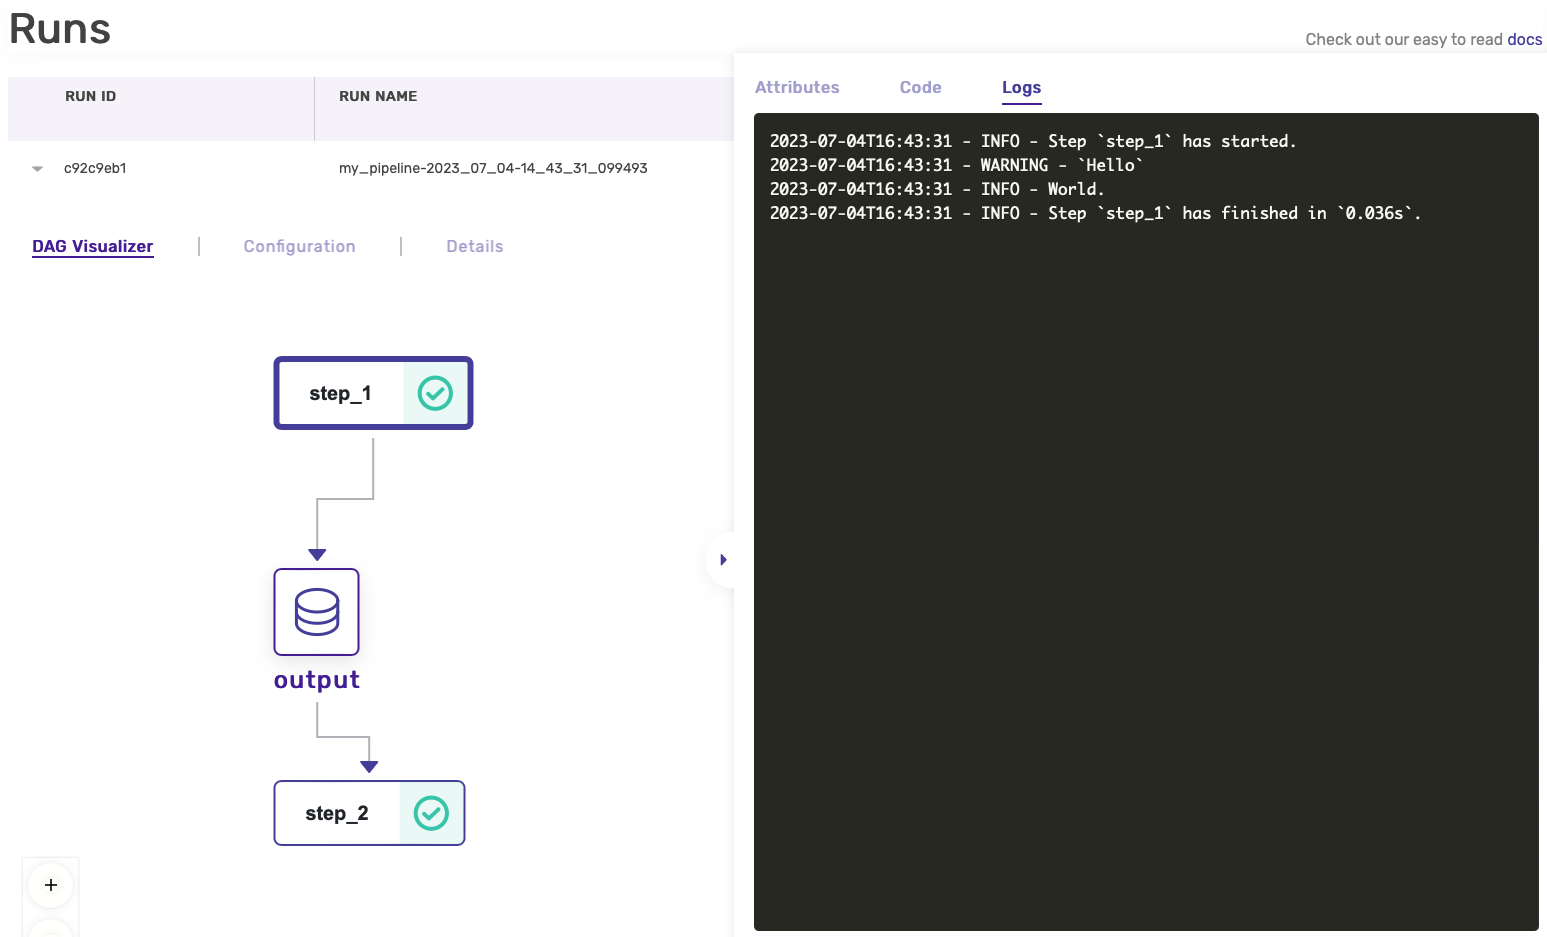 Runs
Check out our easy to read docs
RUN ID
RUN NAME
c92c9eb1
my_pipeline-2023_07_04-14_43_31_099493
DAG Visualizer | Configuration | Details
step_1
output
step_2
+
Attributes
Code
Logs
2023-07-04T16:43:31 - INFO - Step `step_1` has started.
2023-07-04T16:43:31 - WARNING - `Hello`
2023-07-04T16:43:31 - INFO - World.
2023-07-04T16:43:31 - INFO - Step `step_1` has finished in `0.036s`.